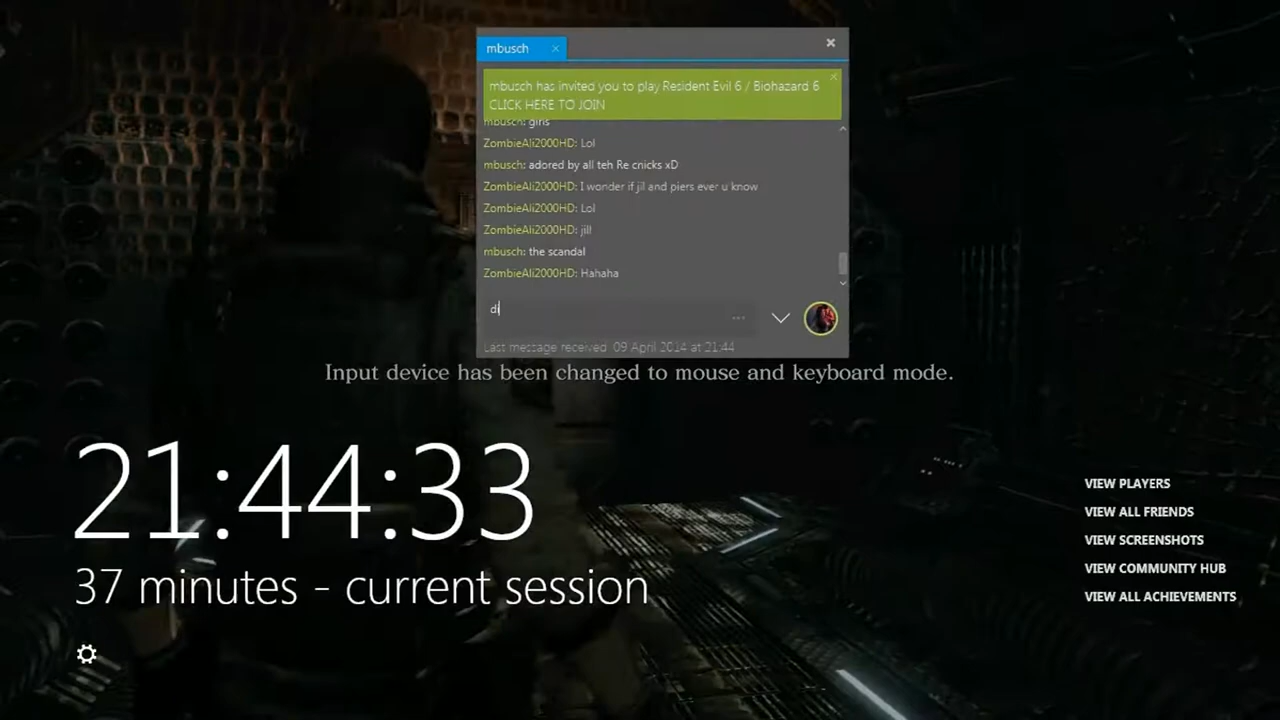 mbusch
mbusch has invited you to play Resident Evil 6 / Biohazard 6
CLICK HERE TO JOIN
mbusch: girls
ZombieAli2000HD: Lol
mbusch: adored by all teh Re cnicks xD
ZombieAli2000HD: I wonder if jil and piers ever u know
ZombieAli2000HD: Lol
ZombieAli2000HD: jill
mbusch: the scandal
ZombieAli2000HD: Hahaha
di
Last message received 09 April 2014 at 21:44
Input device has been changed to mouse and keyboard mode.
21:44:33
37 minutes - current session
VIEW PLAYERS
VIEW ALL FRIENDS
VIEW SCREENSHOTS
VIEW COMMUNITY HUB
VIEW ALL ACHIEVEMENTS